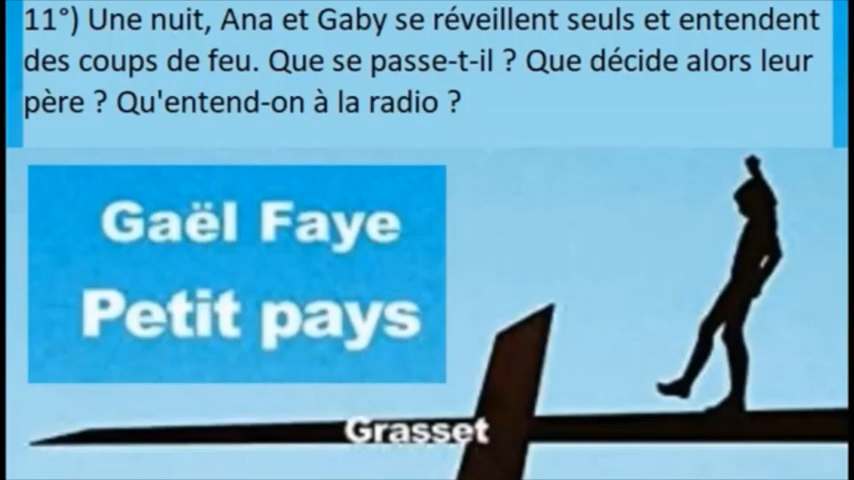 11°) Une nuit, Ana et Gaby se réveillent seuls et entendent
des coups de feu. Que se passe-t-il ? Que décide alors leur
père ? Qu'entend-on à la radio ?
Gaël Faye
Petit pays
Grasset